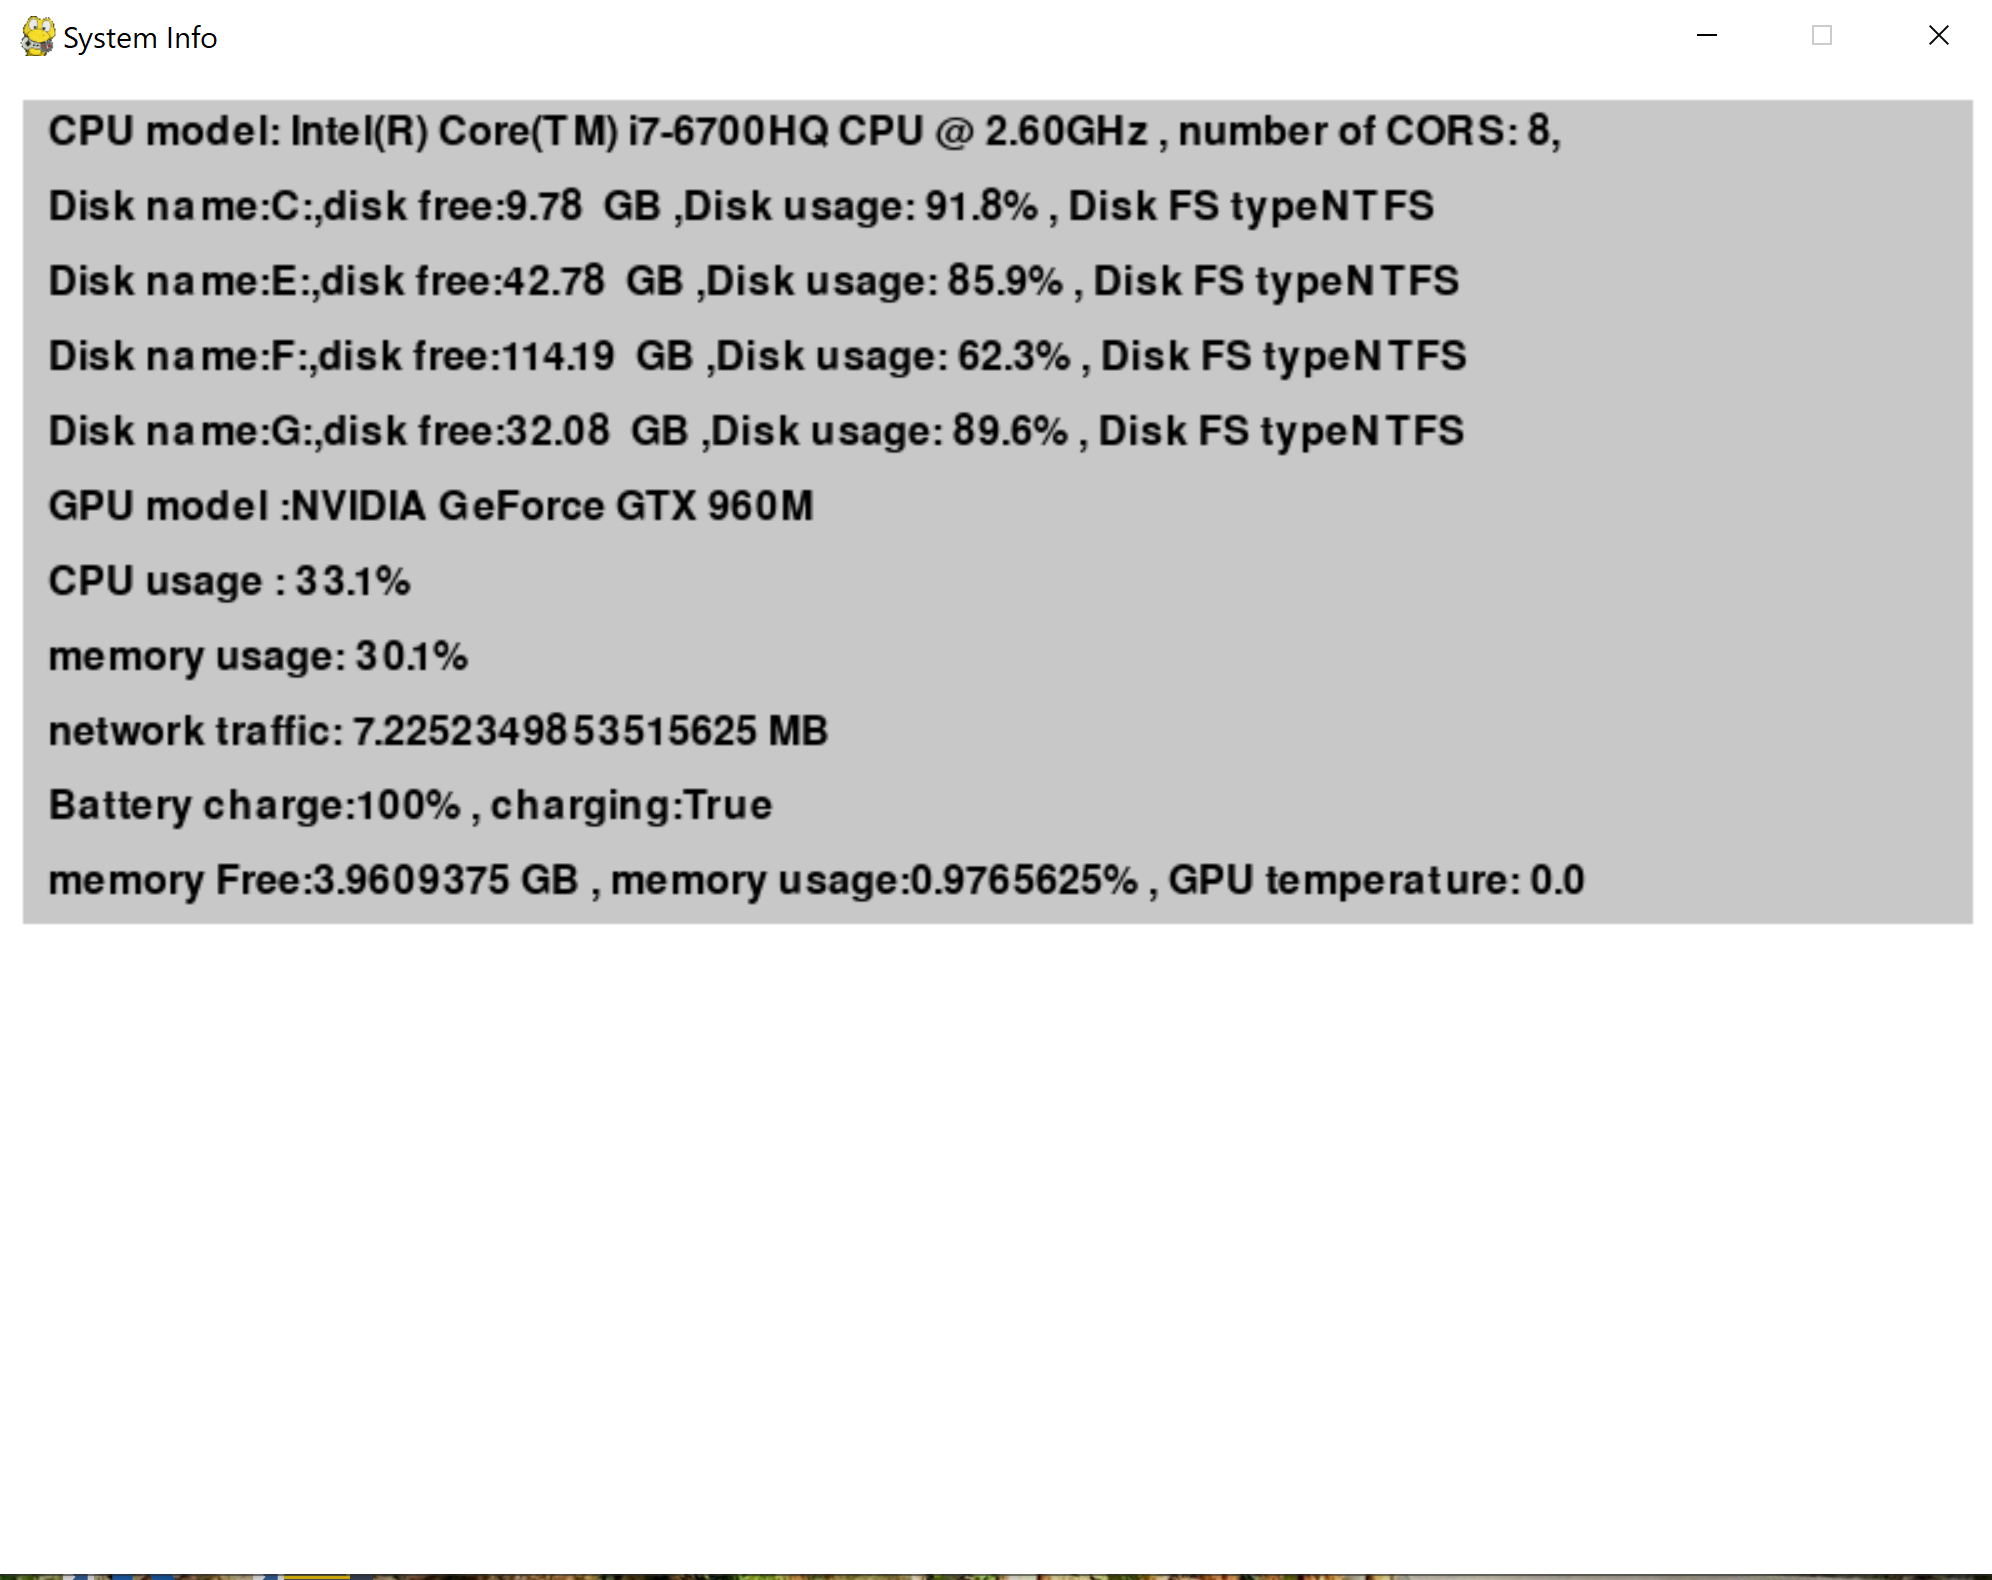 System Info
CPU model: Intel(R) Core(TM) i7-6700HQ CPU @ 2.60GHz , number of CORS: 8,
Disk name:C:,disk free:9.78  GB ,Disk usage: 91.8% , Disk FS typeNTFS
Disk name:E:,disk free:42.78  GB ,Disk usage: 85.9% , Disk FS typeNTFS
Disk name:F:,disk free:114.19  GB ,Disk usage: 62.3% , Disk FS typeNTFS
Disk name:G:,disk free:32.08  GB ,Disk usage: 89.6% , Disk FS typeNTFS
GPU model :NVIDIA GeForce GTX 960M
CPU usage : 33.1%
memory usage: 30.1%
network traffic: 7.2252349853515625 MB
Battery charge:100% , charging:True
memory Free:3.9609375 GB , memory usage:0.9765625% , GPU temperature: 0.0